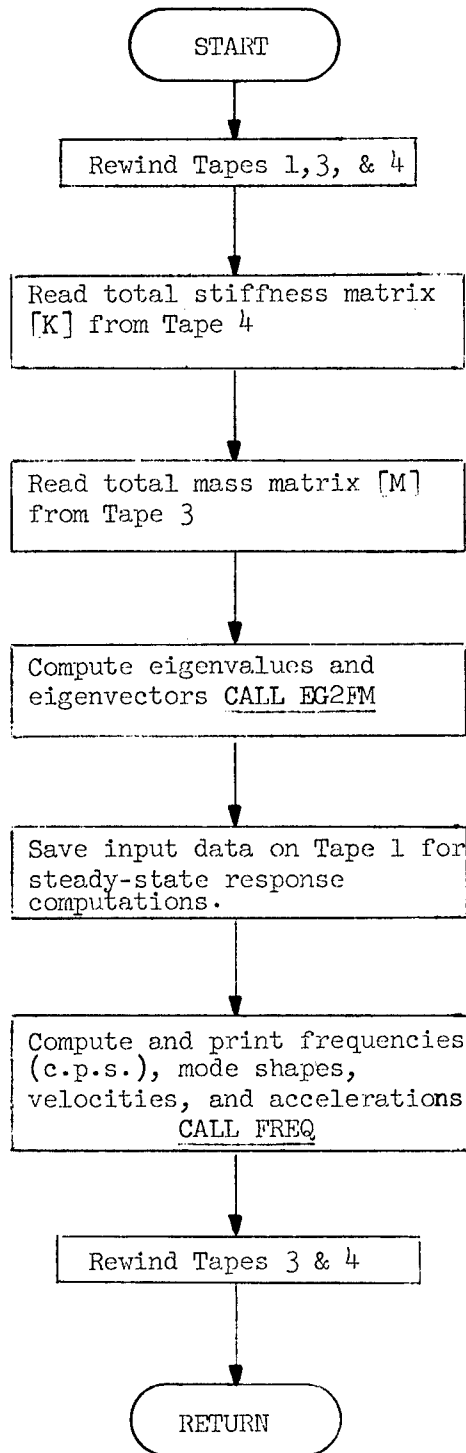 START
Rewind Tapes 1,3, & 4
Read total stiffness matrix
[K] from Tape 4
Read total mass matrix [M]
from Tape 3
Compute eigenvalues and
eigenvectors CALL EG2FM
Save input data on Tape 1 for
steady-state response
computations.
Compute and print frequencies
(c.p.s.), mode shapes,
velocities, and accelerations
CALL FREQ
Rewind Tapes 3 & 4
RETURN